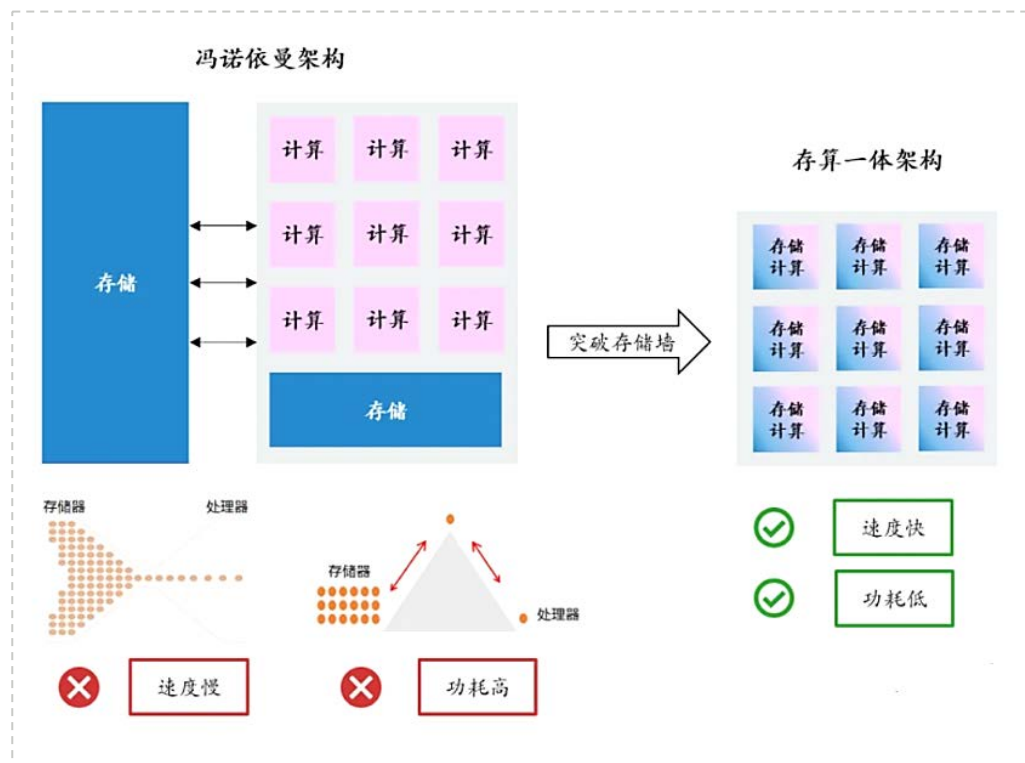 冯诺依曼架构
存储
计算 计算 计算
计算 计算 计算
计算 计算 计算
存储
突破存储墙
存算一体架构
存储 存储 存储
计算 计算 计算
存储 存储 存储
计算 计算 计算
存储 存储 存储
计算 计算 计算
存储器
处理器
存储器
处理器
速度慢
功耗高
速度快
功耗低